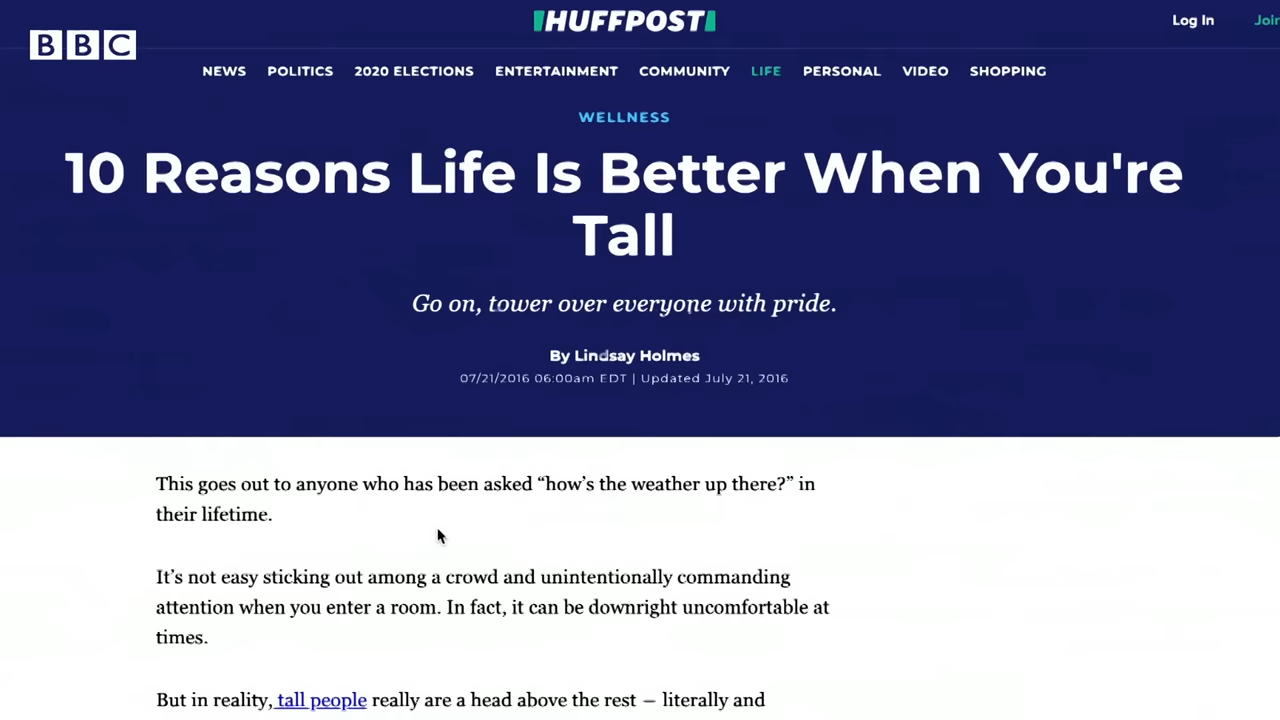 HUFFPOST
Log In
Join
BBC
NEWS POLITICS 2020 ELECTIONS ENTERTAINMENT COMMUNITY LIFE PERSONAL VIDEO SHOPPING
WELLNESS
10 Reasons Life Is Better When You're
Tall
Go on, tower over everyone with pride.
By Lindsay Holmes
07/21/2016 06:00am EDT | Updated July 21, 2016
This goes out to anyone who has been asked “how’s the weather up there?” in
their lifetime.
It’s not easy sticking out among a crowd and unintentionally commanding
attention when you enter a room. In fact, it can be downright uncomfortable at
times.
But in reality, tall people really are a head above the rest — literally and